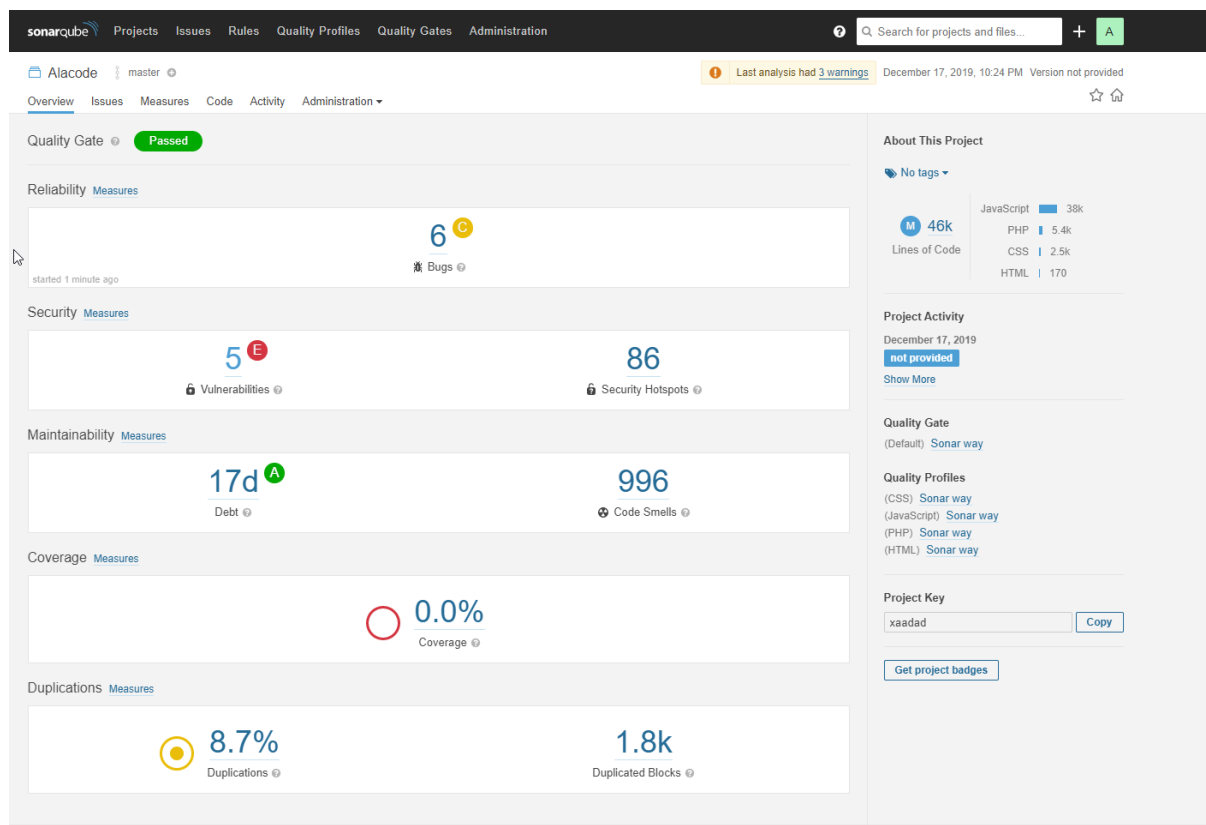 sonarqube Projects Issues Rules Quality Profiles Quality Gates Administration ? Search for projects and files... + A
Alacode master
Last analysis had 3 warnings December 17, 2019, 10:24 PM Version not provided
Overview Issues Measures Code Activity Administration
Quality Gate ? Passed
Reliability Measures
6 C
Bugs ?
started 1 minute ago
Security Measures
5 E
Vulnerabilities ?
86
Security Hotspots ?
Maintainability Measures
17d A
Debt ?
996
Code Smells ?
Coverage Measures
0.0%
Coverage ?
Duplications Measures
8.7%
Duplications ?
1.8k
Duplicated Blocks ?
About This Project
No tags
M 46k
Lines of Code
JavaScript 38k
PHP 5.4k
CSS 2.5k
HTML 170
Project Activity
December 17, 2019
not provided
Show More
Quality Gate
(Default) Sonar way
Quality Profiles
(CSS) Sonar way
(JavaScript) Sonar way
(PHP) Sonar way
(HTML) Sonar way
Project Key
xaadad Copy
Get project badges